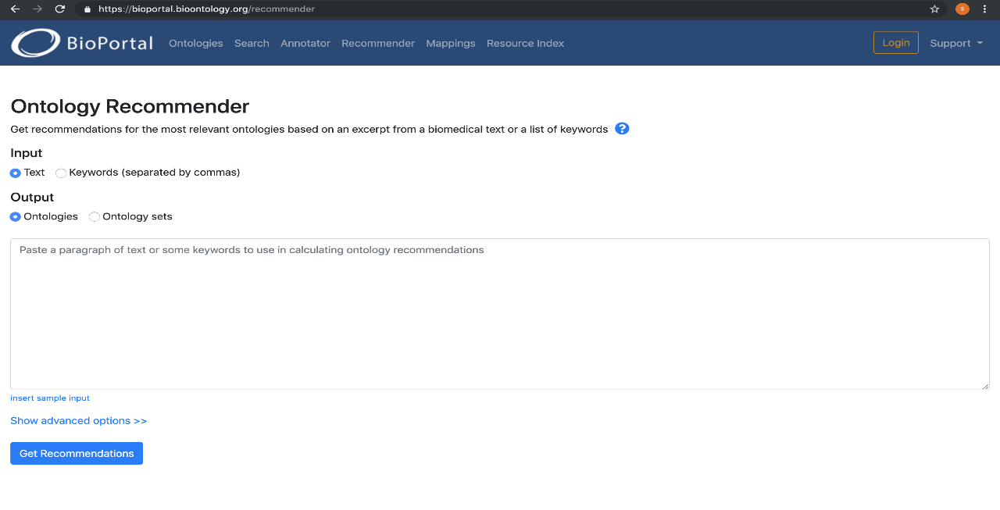 https://bioportal.bioontology.org/recommender
S
BioPortal Ontologies Search Annotator Recommender Mappings Resource Index Login Support
Ontology Recommender
Get recommendations for the most relevant ontologies based on an excerpt from a biomedical text or a list of keywords ?
Input
Text Keywords (separated by commas)
Output
Ontologies Ontology sets
Paste a paragraph of text or some keywords to use in calculating ontology recommendations
insert sample input
Show advanced options >>
Get Recommendations